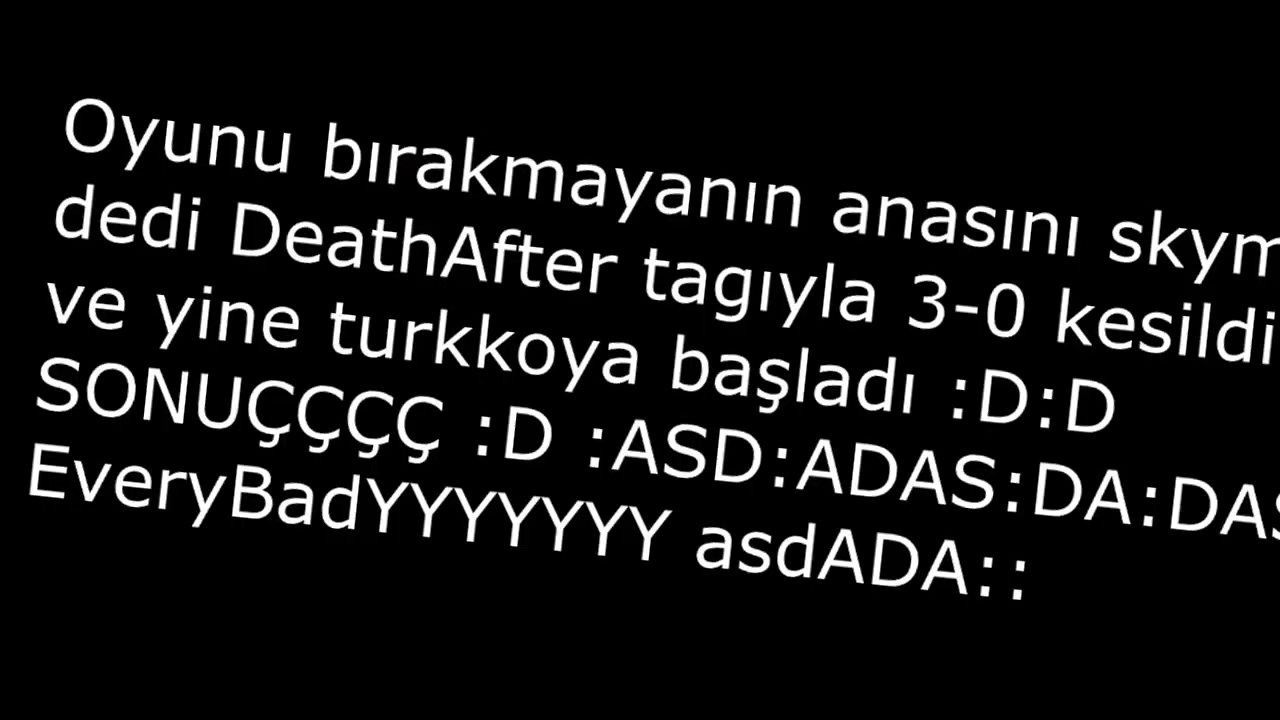 Oyunu bırakmayanın anasını skym
dedi DeathAfter tagıyla 3-0 kesildi
ve yine turkkoya başladı :D:D
SONUÇÇÇÇ :D :ASD:ADAS:DA:DAS
EveryBadYYYYYYY asdADA::